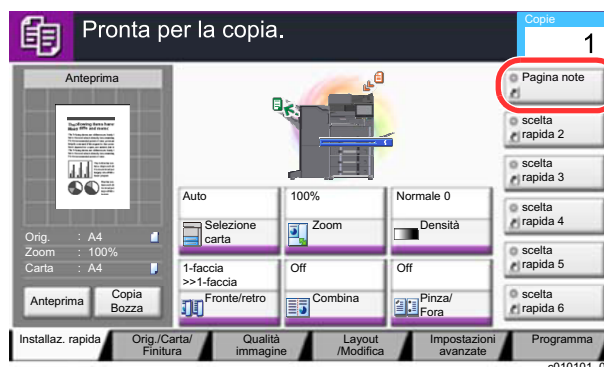 Pronta per la copia.
Copie
1
Anteprima
Orig. : A4
Zoom : 100%
Carta : A4
Anteprima
Copia
Bozza
Auto
Selezione
carta
100%
Zoom
Normale 0
Densità
1-faccia
>>1-faccia
Fronte/retro
Off
Combina
Off
Pinza/
Fora
Pagina note
scelta
rapida 2
scelta
rapida 3
scelta
rapida 4
scelta
rapida 5
scelta
rapida 6
Installaz. rapida
Orig./Carta/
Finitura
Qualità
immagine
Layout
/Modifica
Impostazioni
avanzate
Programma